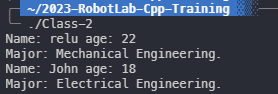 ~/2023-RobotLab-Cpp-Training
./Class-2
Name: relu age: 22
Major: Mechanical Engineering.
Name: John age: 18
Major: Electrical Engineering.